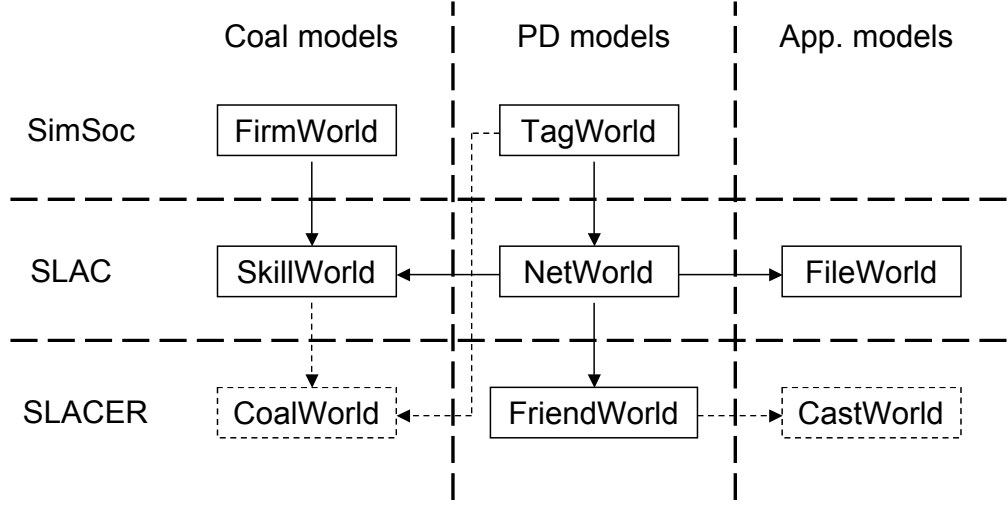 Coal models PD models App. models
SimSoc FirmWorld TagWorld
SLAC SkillWorld NetWorld FileWorld
SLACER CoalWorld FriendWorld CastWorld